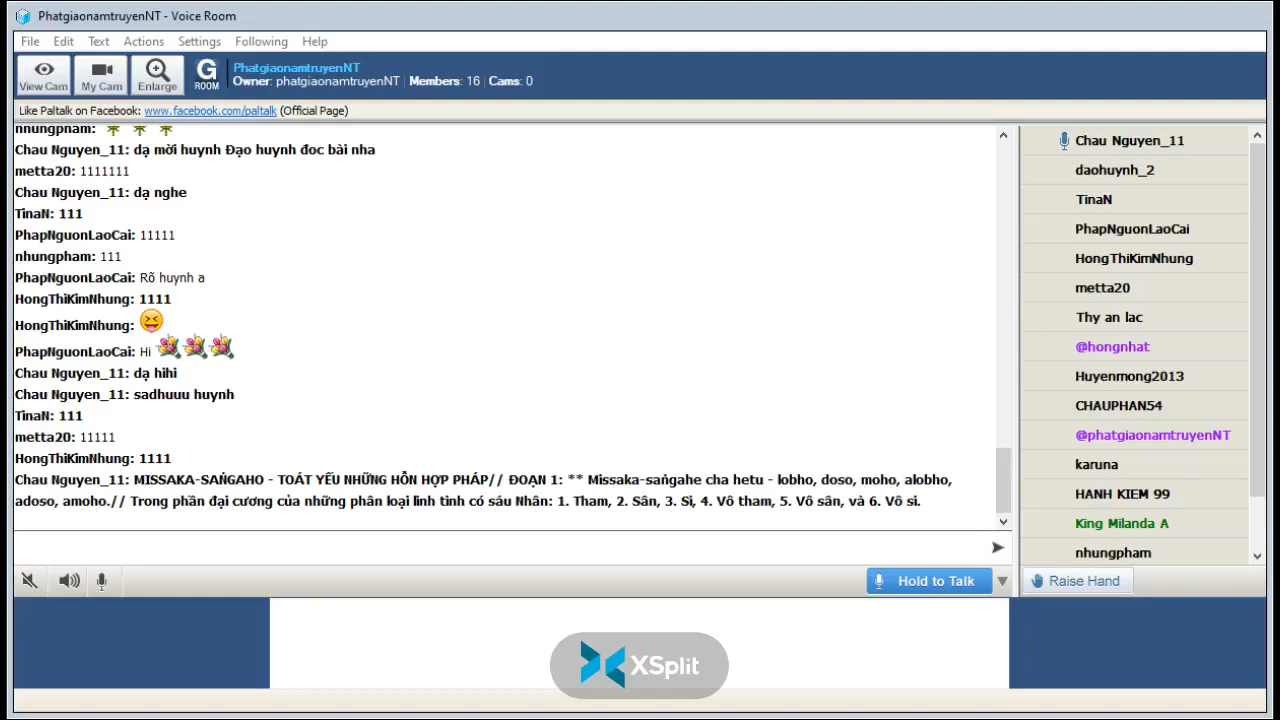 PhatgiaonamtruyenNT - Voice Room
File Edit Text Actions Settings Following Help
View Cam My Cam Enlarge G ROOM
PhatgiaonamtruyenNT
Owner: phatgiaonamtruyenNT | Members: 16 | Cams: 0
Like Paltalk on Facebook: www.facebook.com/paltalk (Official Page)
nhungpham:
Chau Nguyen_11: dạ mời huynh Đạo huynh đoc bài nha
metta20: 1111111
Chau Nguyen_11: dạ nghe
TinaN: 111
PhapNguonLaoCai: 11111
nhungpham: 111
PhapNguonLaoCai: Rõ huynh a
HongThiKimNhung: 1111
HongThiKimNhung:
PhapNguonLaoCai: Hi
Chau Nguyen_11: dạ hihi
Chau Nguyen_11: sadhuuu huynh
TinaN: 111
metta20: 11111
HongThiKimNhung: 1111
Chau Nguyen_11: MISSAKA-SAṄGAHO - TOÁT YẾU NHỮNG HỖN HỢP PHÁP// ĐOẠN 1: ** Missaka-saṅgahe cha hetu - lobho, doso, moho, alobho,
adoso, amoho.// Trong phần đại cương của những phân loại linh tinh có sáu Nhân: 1. Tham, 2. Sân, 3. Si, 4. Vô tham, 5. Vô sân, và 6. Vô si.
Chau Nguyen_11
daohuynh_2
TinaN
PhapNguonLaoCai
HongThiKimNhung
metta20
Thy an lac
@hongnhat
Huyenmong2013
CHAUPHAN54
@phatgiaonamtruyenNT
karuna
HANH KIEM 99
King Milanda A
nhungpham
Hold to Talk
Raise Hand
XSplit